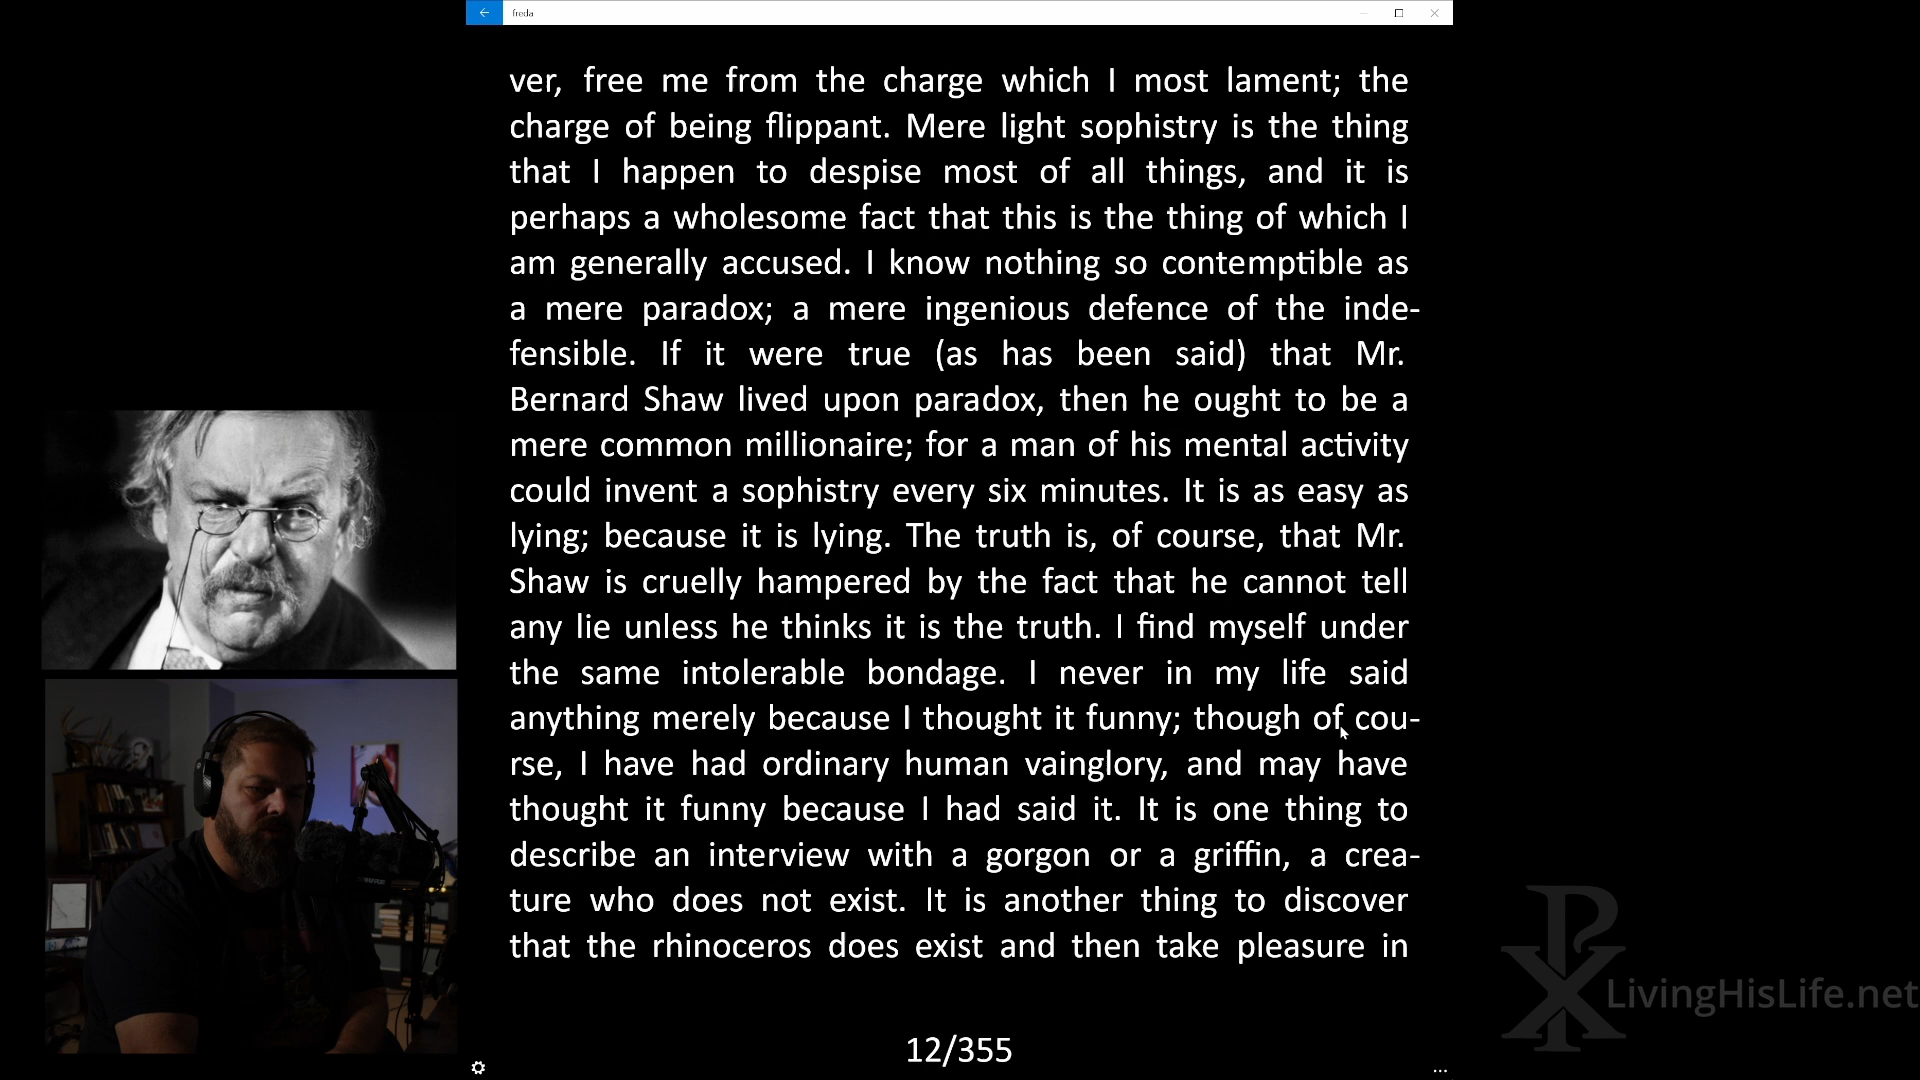 freda
ver, free me from the charge which I most lament; the
charge of being flippant. Mere light sophistry is the thing
that I happen to despise most of all things, and it is
perhaps a wholesome fact that this is the thing of which I
am generally accused. I know nothing so contemptible as
a mere paradox; a mere ingenious defence of the inde-
fensible. If it were true (as has been said) that Mr.
Bernard Shaw lived upon paradox, then he ought to be a
mere common millionaire; for a man of his mental activity
could invent a sophistry every six minutes. It is as easy as
lying; because it is lying. The truth is, of course, that Mr.
Shaw is cruelly hampered by the fact that he cannot tell
any lie unless he thinks it is the truth. I find myself under
the same intolerable bondage. I never in my life said
anything merely because I thought it funny; though of cou-
rse, I have had ordinary human vainglory, and may have
thought it funny because I had said it. It is one thing to
describe an interview with a gorgon or a griffin, a crea-
ture who does not exist. It is another thing to discover
that the rhinoceros does exist and then take pleasure in
12/355
LivingHisLife.net